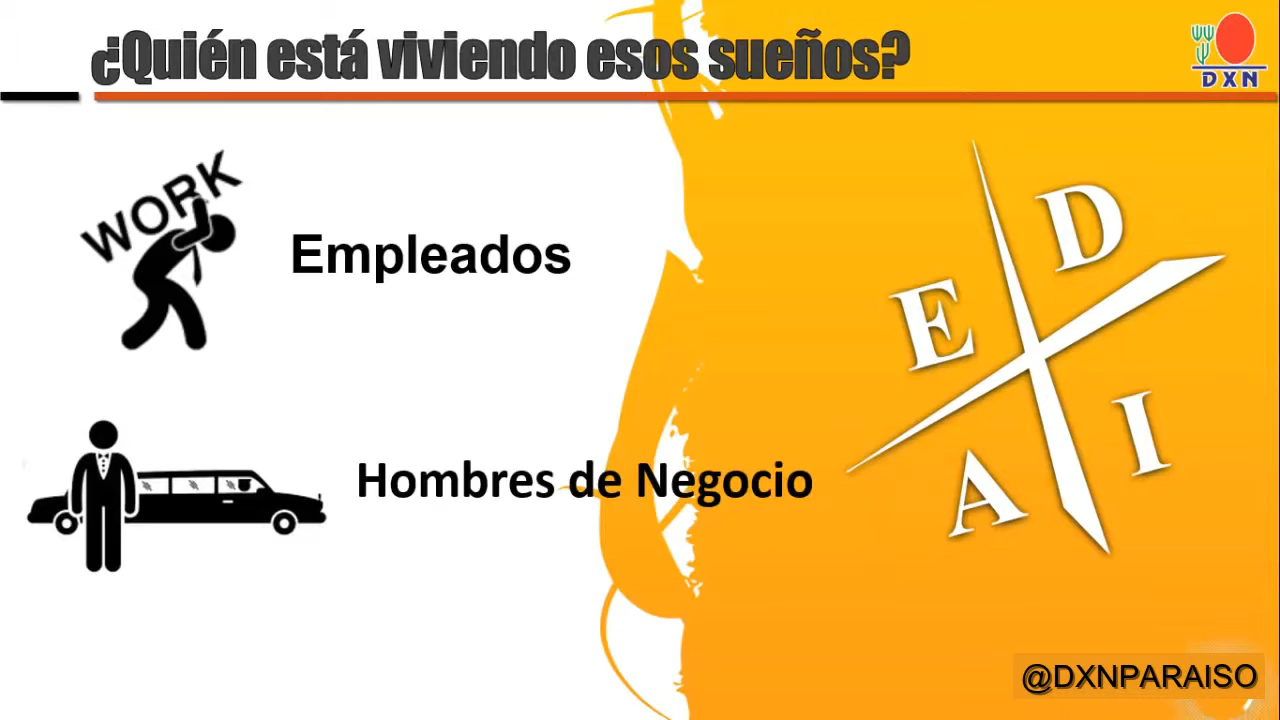 ¿Quién está viviendo esos sueños?
DXN
WORK
Empleados
E D
A I
Hombres de Negocio
@DXNPARAISO